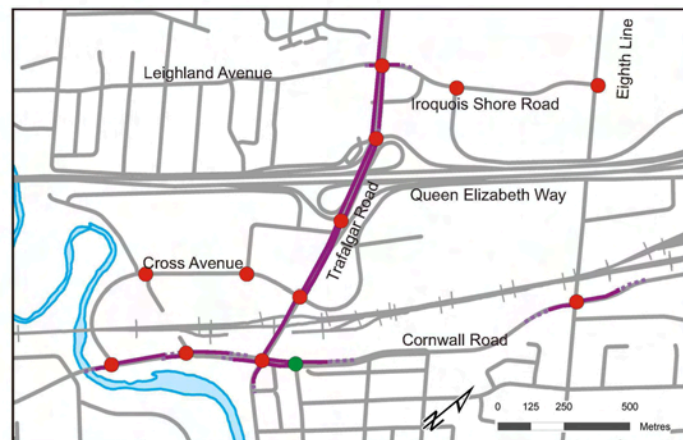 Leighland Avenue
Eighth Line
Iroquois Shore Road
Queen Elizabeth Way
Trafalgar Road
Cross Avenue
Cornwall Road
N
0 125 250 500
Metres